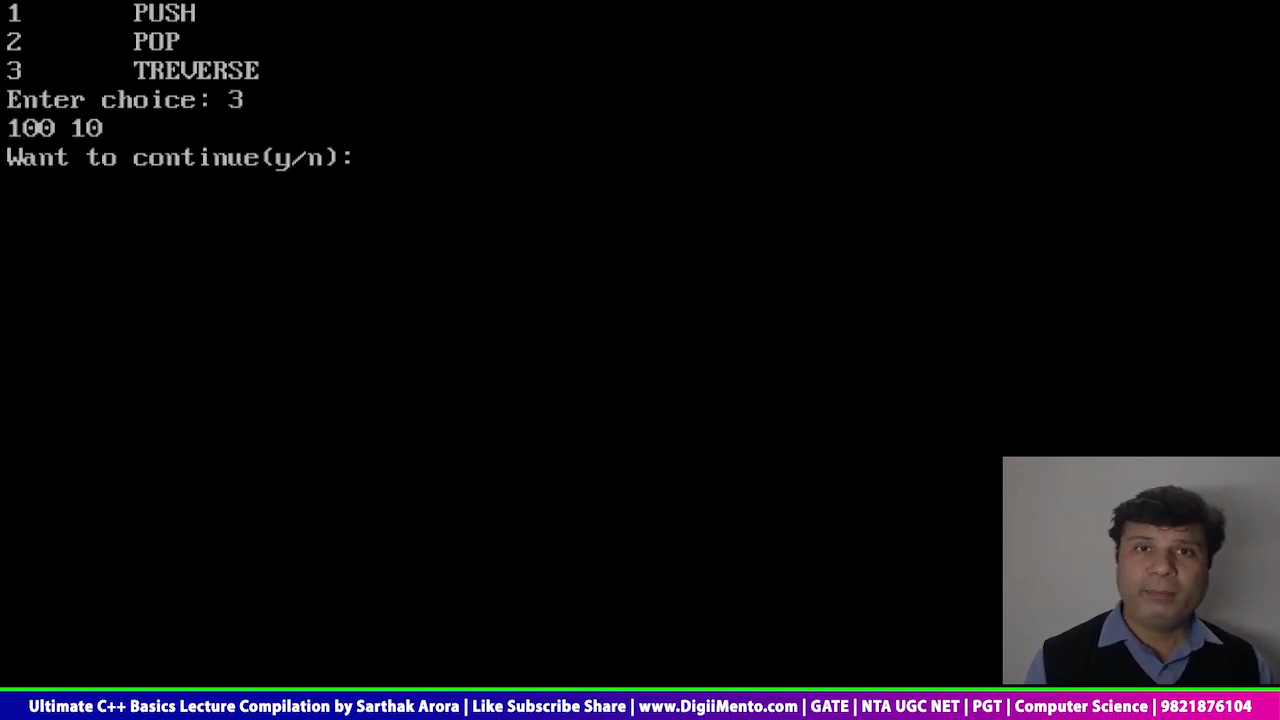 1 PUSH
2 POP
3 TREVERSE
Enter choice: 3
100 10
Want to continue(y/n):
Ultimate C++ Basics Lecture Compilation by Sarthak Arora | Like Subscribe Share | www.DigiiMento.com | GATE | NTA UGC NET | PGT | Computer Science | 9821876104